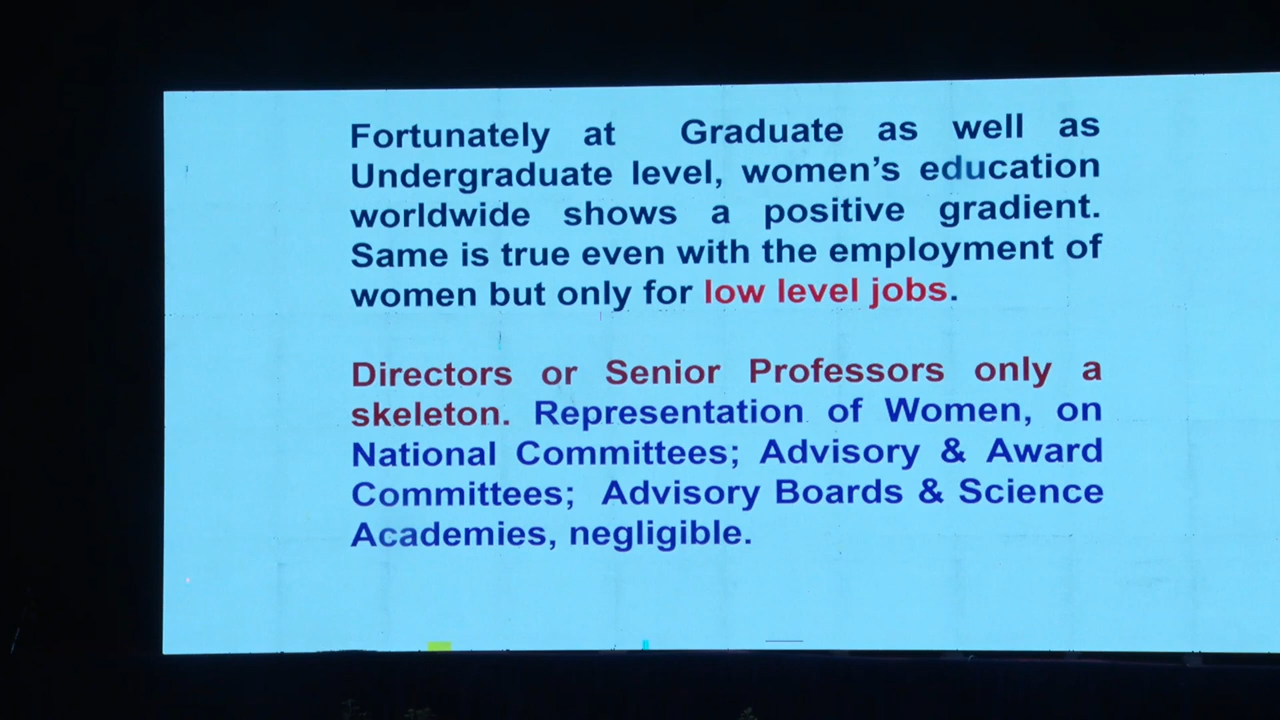 Fortunately at Graduate as well as
Undergraduate level, women's education
worldwide shows a positive gradient.
Same is true even with the employment of
women but only for low level jobs.
Directors or Senior Professors only a
skeleton. Representation of Women, on
National Committees; Advisory & Award
Committees; Advisory Boards & Science
Academies, negligible.